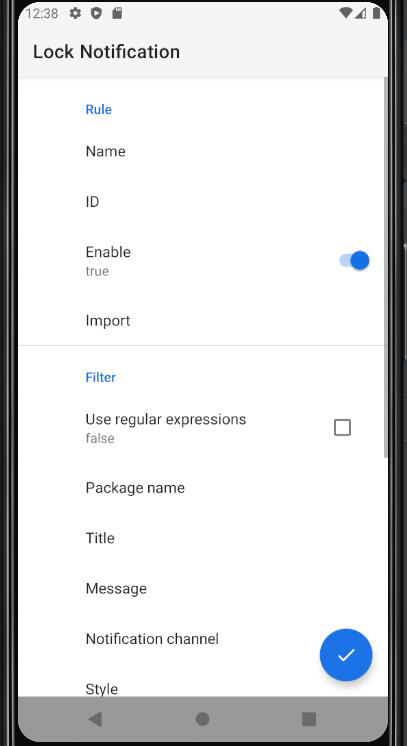 12:38
Lock Notification
Rule
Name
ID
Enable
true
Import
Filter
Use regular expressions
false
Package name
Title
Message
Notification channel
Style